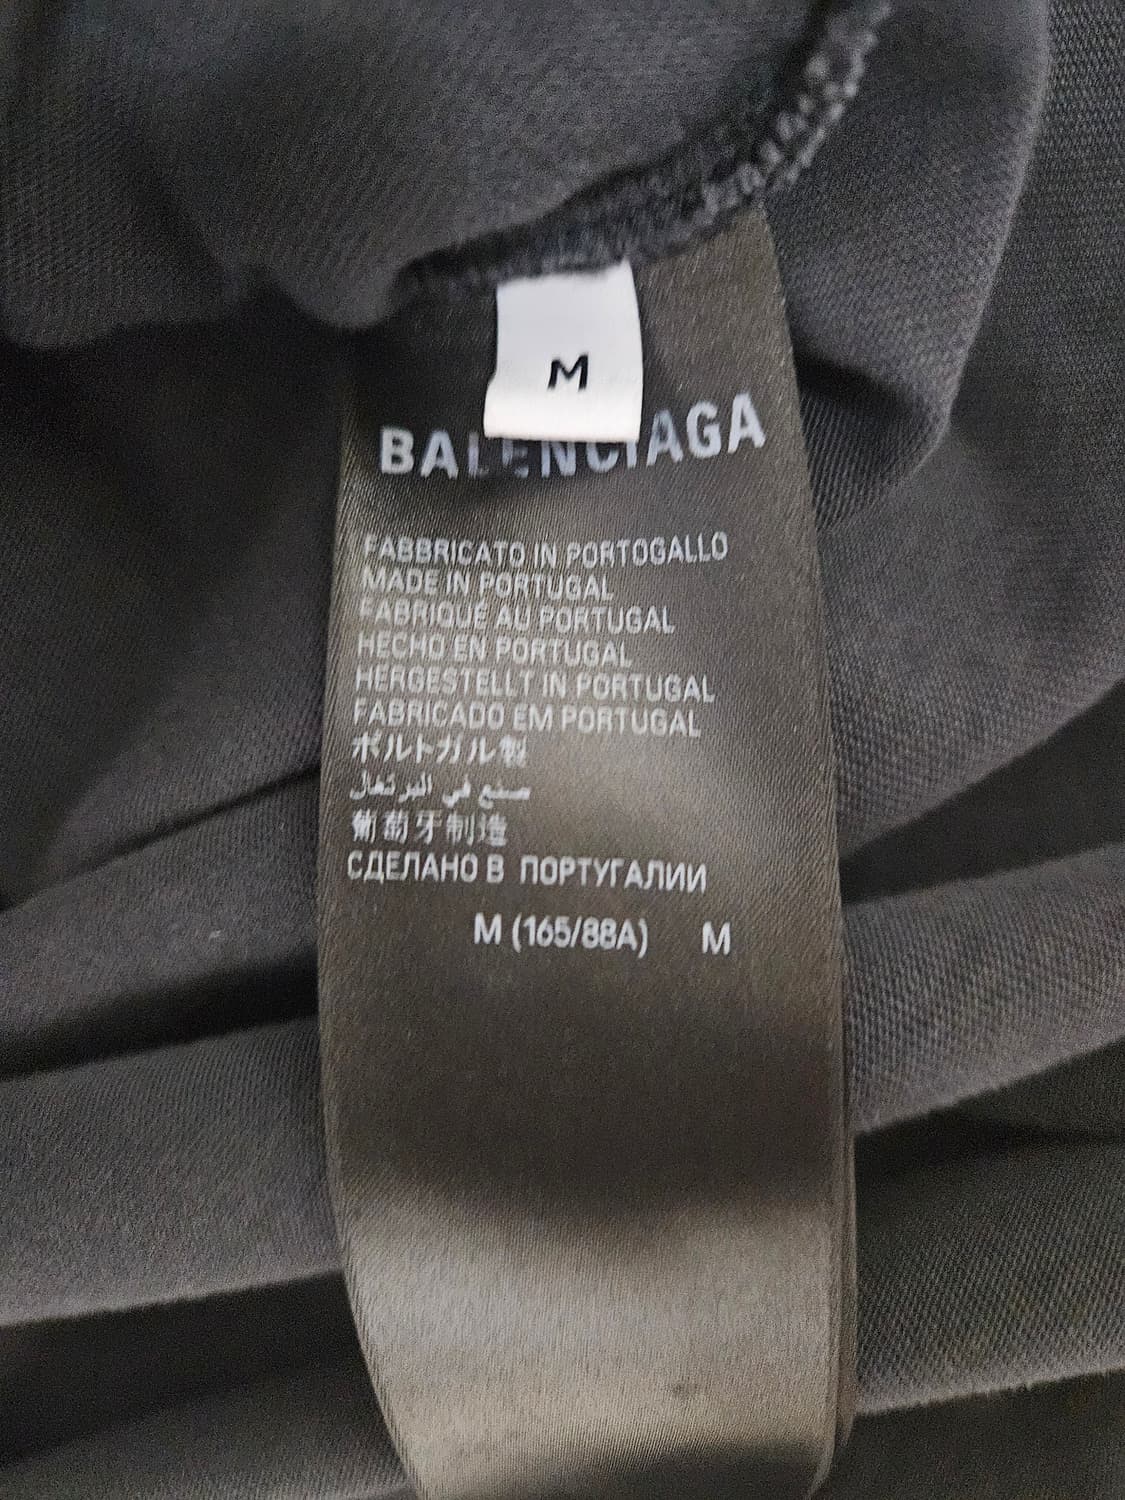 M
BALENCIAGA
FABBRICATO IN PORTOGALLO
MADE IN PORTUGAL
FABRIQUÉ AU PORTUGAL
HECHO EN PORTUGAL
HERGESTELLT IN PORTUGAL
FABRICADO EM PORTUGAL
ポルトガル製
صنع في البرتغال
葡萄牙制造
СДЕЛАНО В ПОРТУГАЛИИ
M (165/88A) M